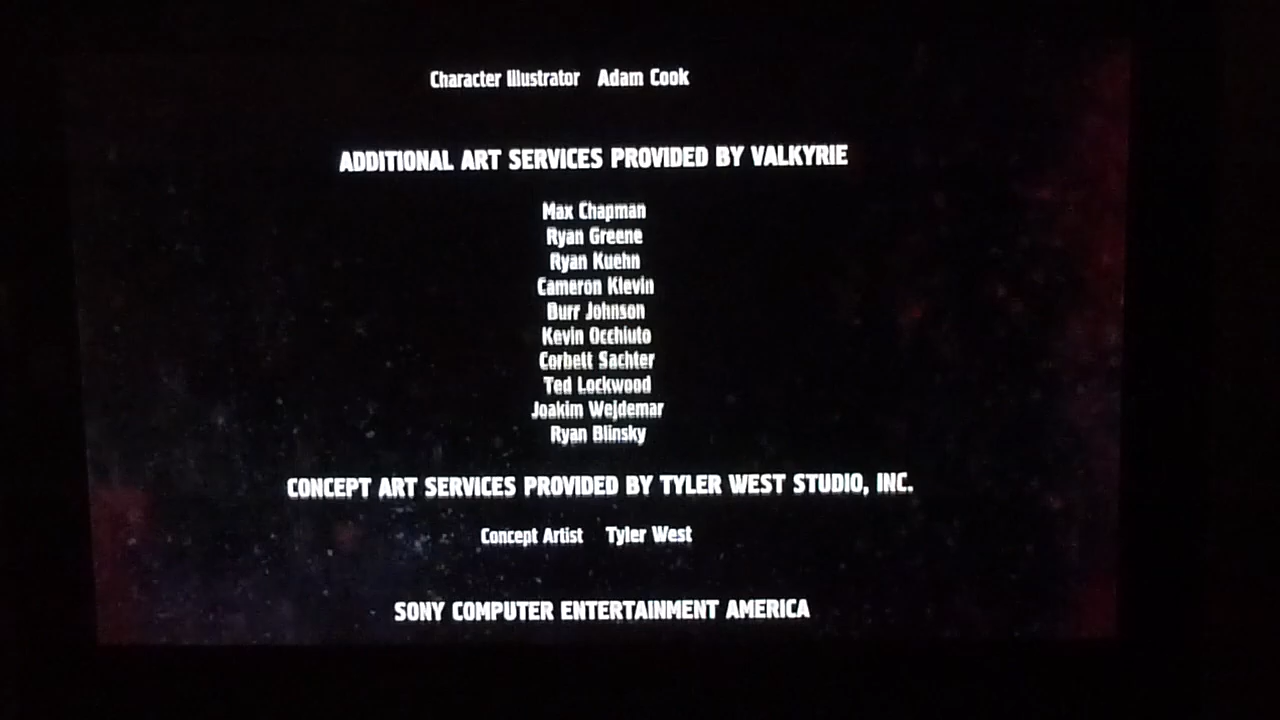 Character Illustrator Adam Cook
ADDITIONAL ART SERVICES PROVIDED BY VALKYRIE
Max Chapman
Ryan Greene
Ryan Kuehn
Cameron Klevin
Burr Johnson
Kevin Occhiuto
Corbett Sachter
Ted Lockwood
Joakim Wejdemar
Ryan Blinsky
CONCEPT ART SERVICES PROVIDED BY TYLER WEST STUDIO, INC.
Concept Artist Tyler West
SONY COMPUTER ENTERTAINMENT AMERICA